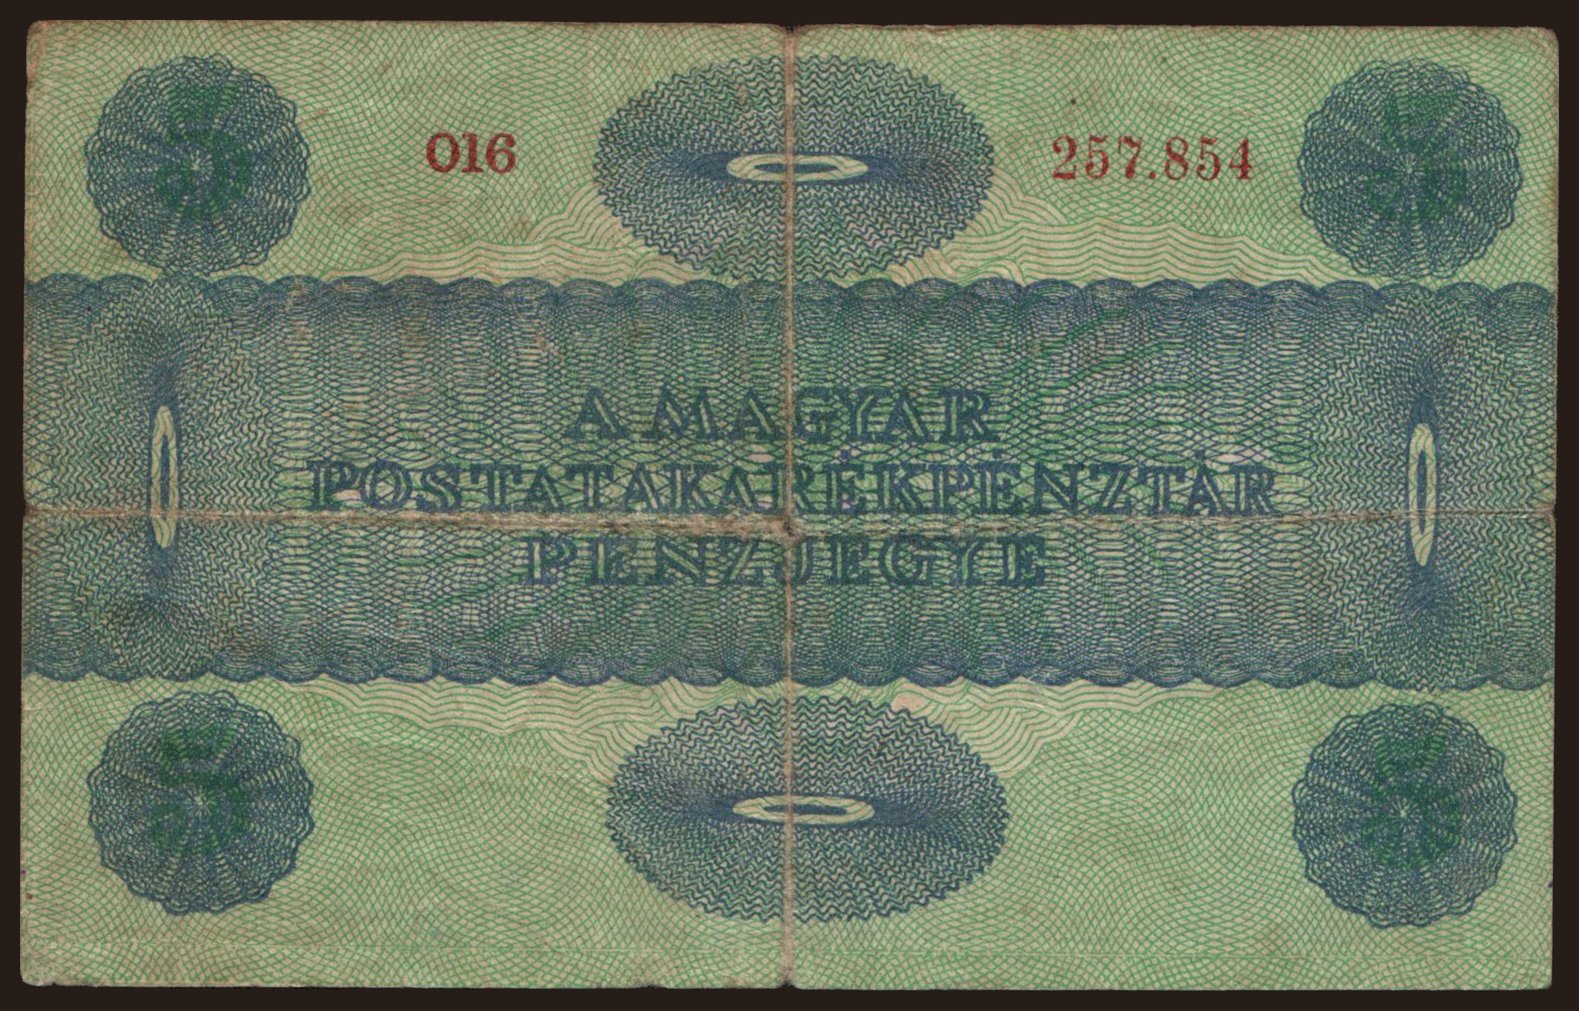 016 257.854
A MAGYAR
POSTATAKARÉKPÉNZTÁR
PÉNZJEGYE